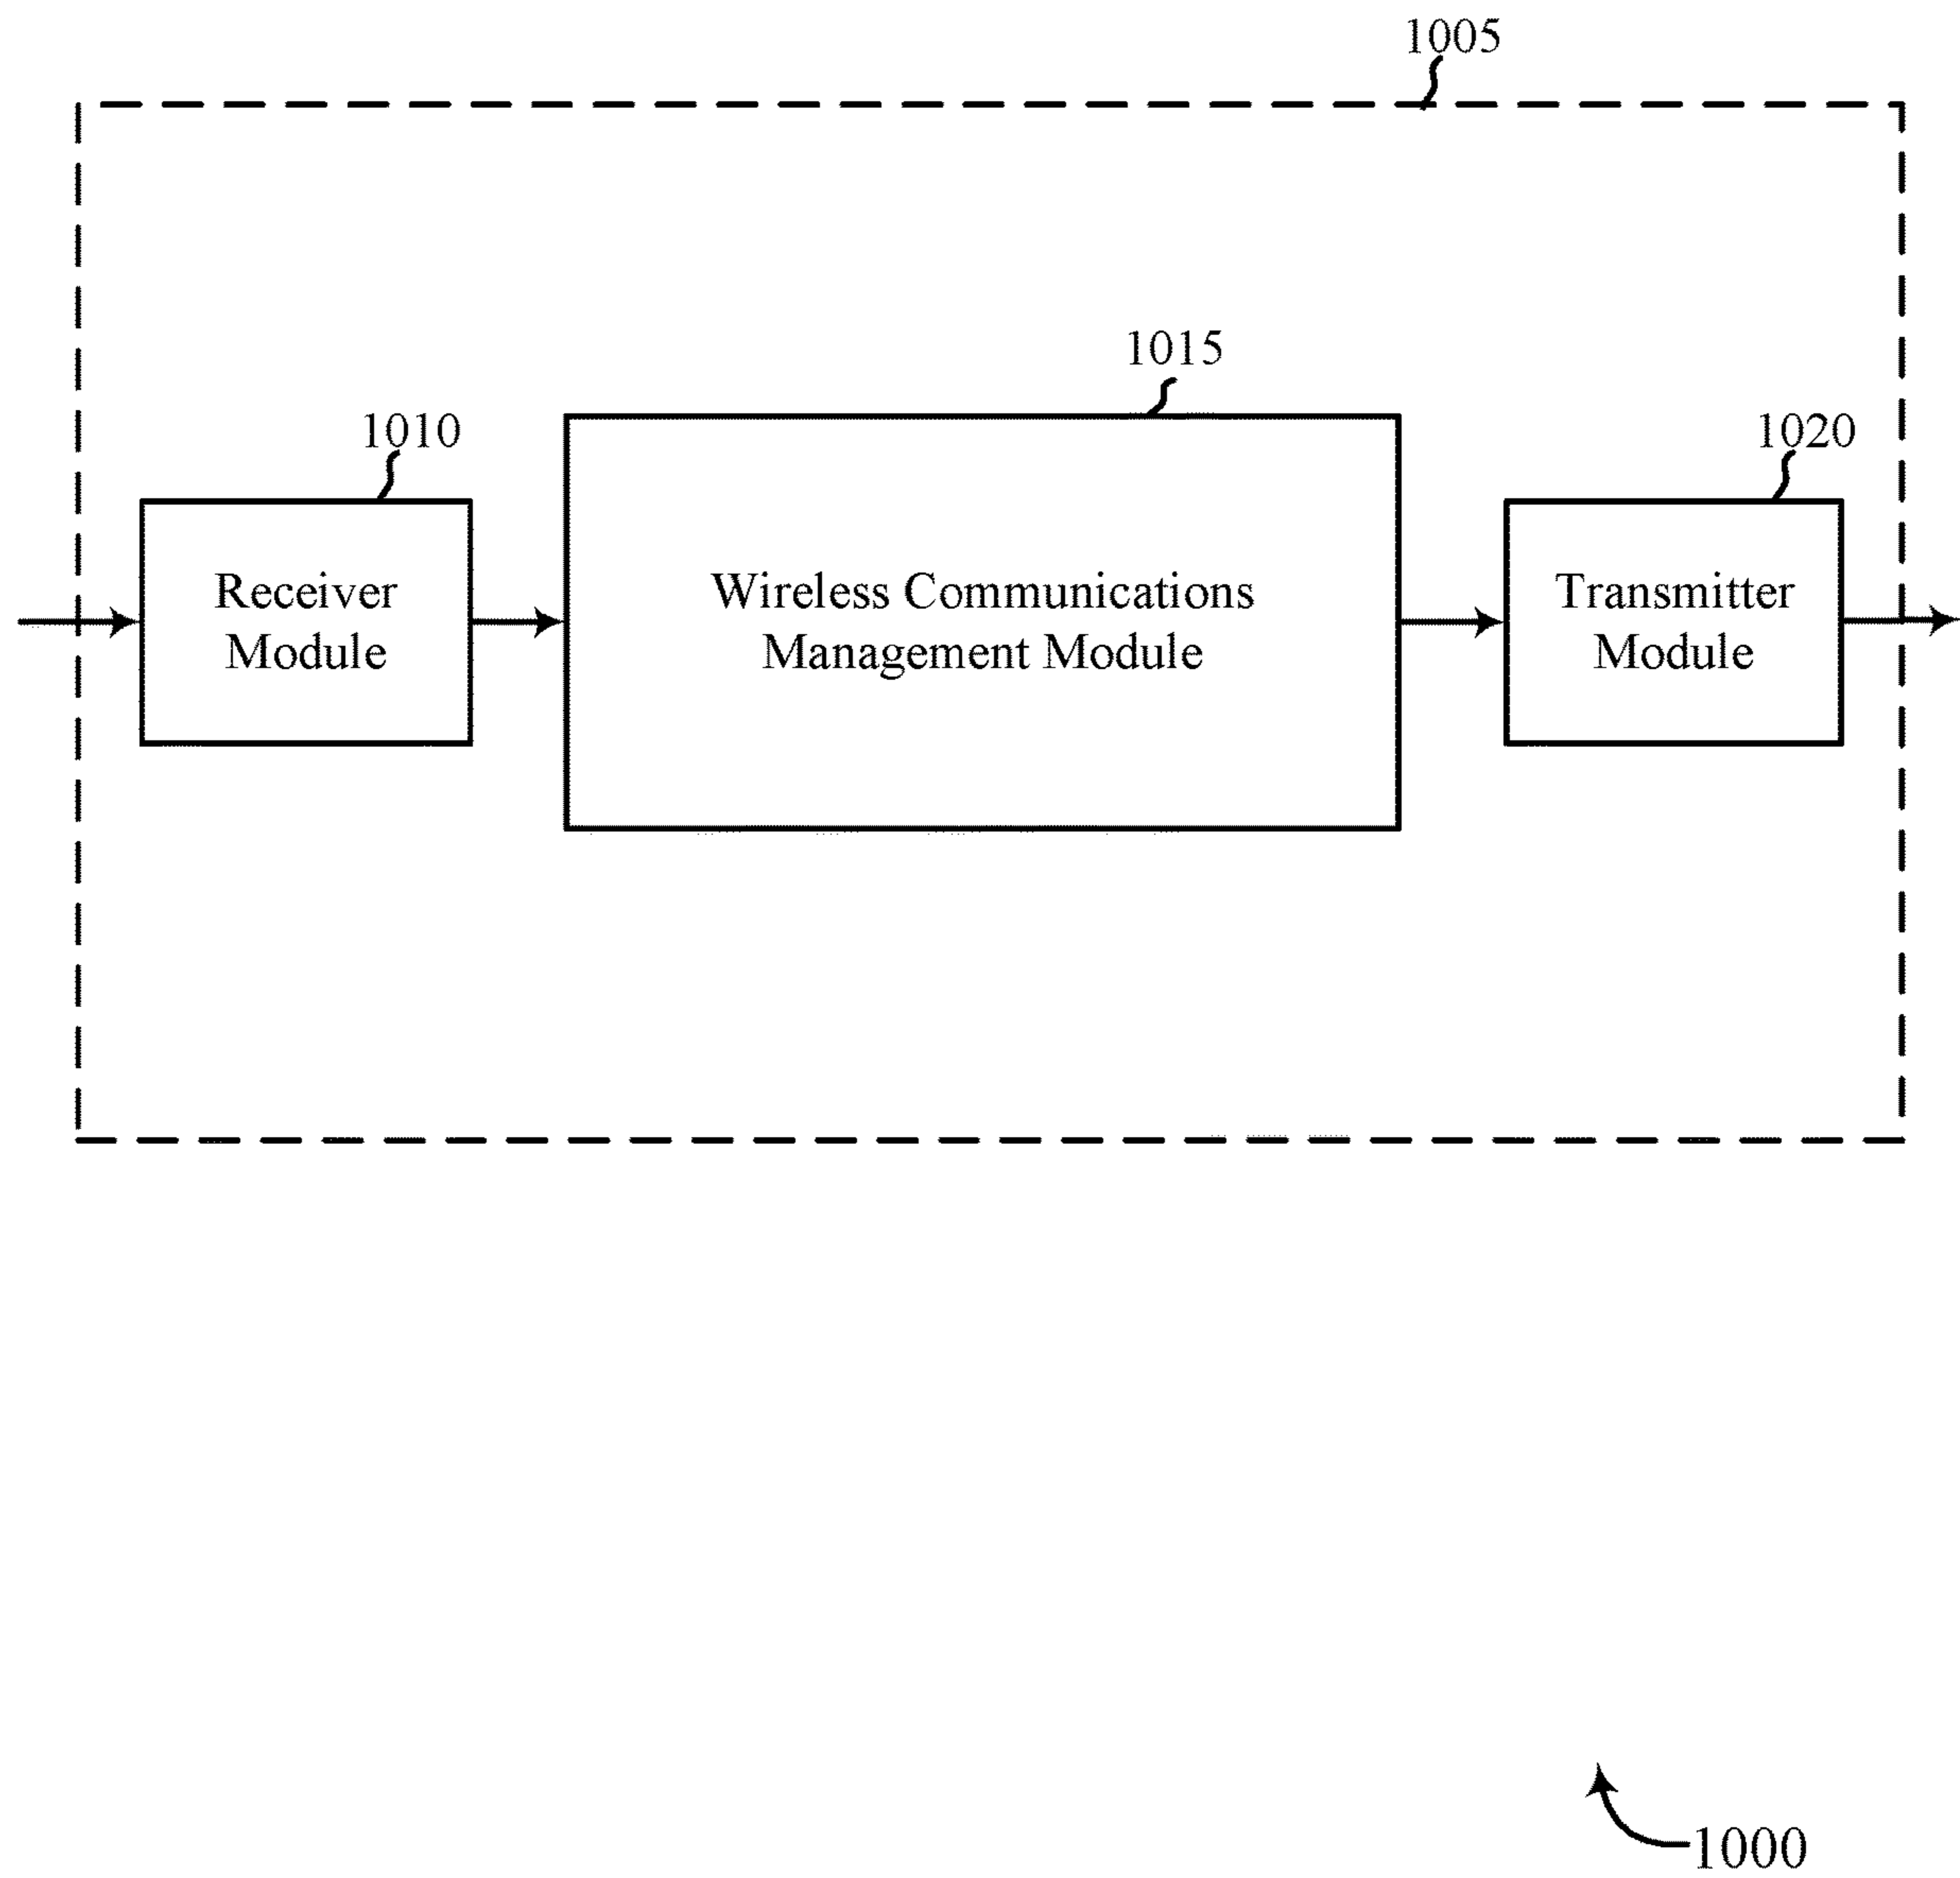 1005
1015
1010
1020
Receiver
Module
Wireless Communications
Management Module
Transmitter
Module
1000